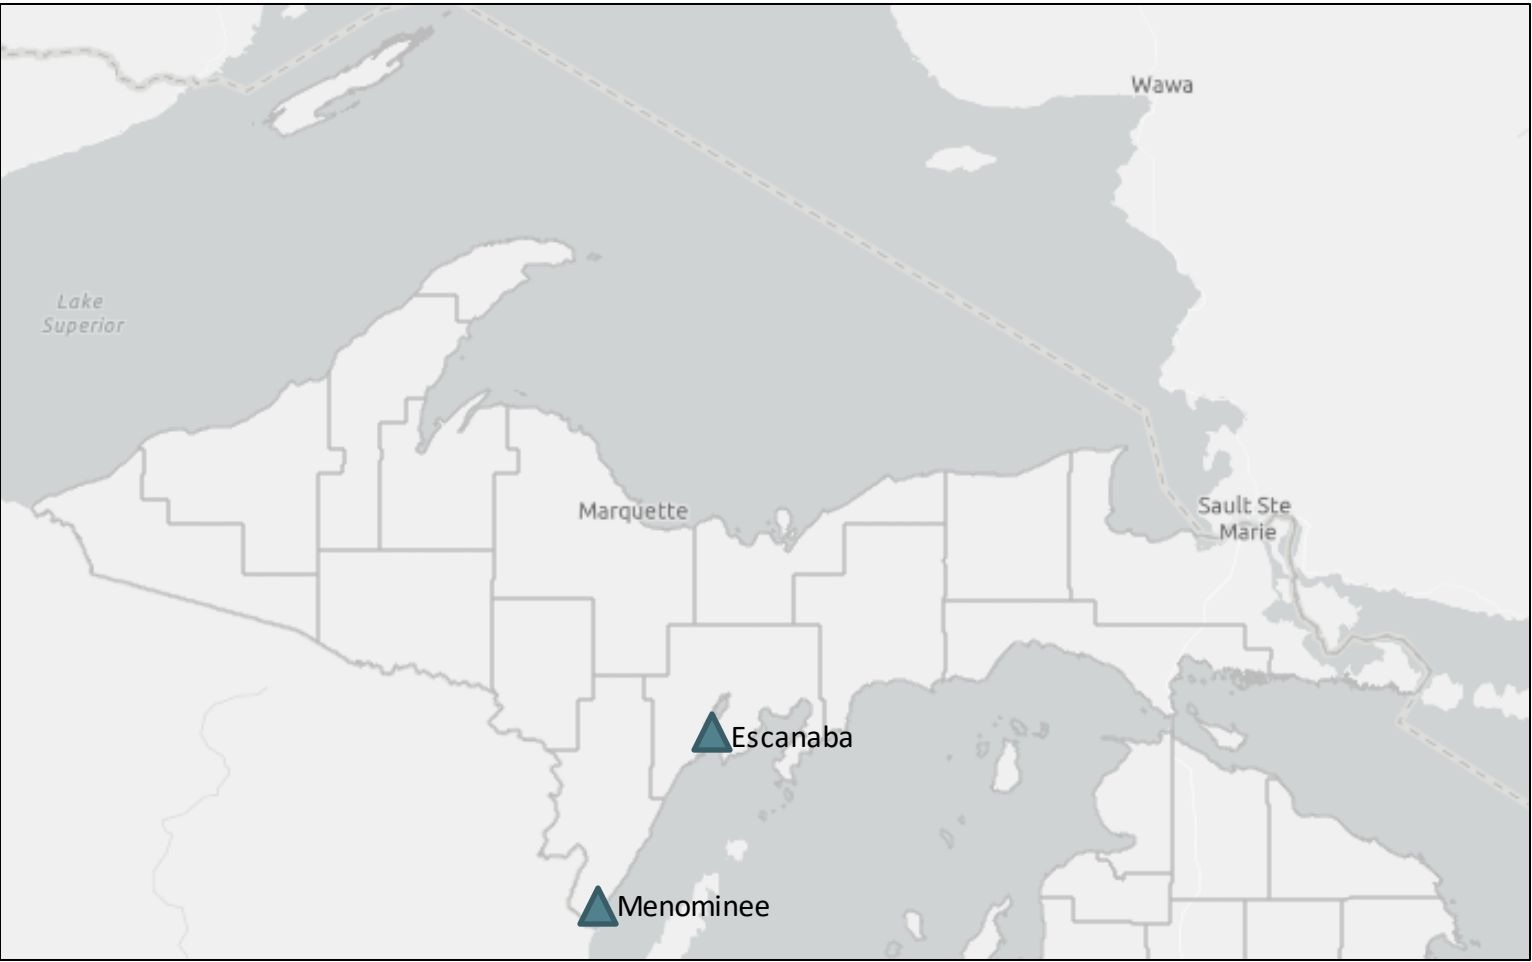 Wawa
Lake
Superior
Marquette
Sault Ste
Marie
Escanaba
Menominee